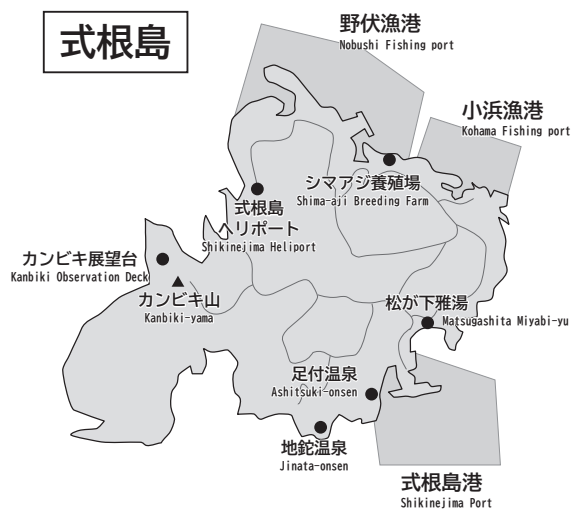 式根島
野伏漁港
Nobushi Fishing port
小浜漁港
Kohama Fishing port
シマアジ養殖場
Shima-aji Breeding Farm
式根島
ヘリポート
Shikinejima Heliport
カンビキ展望台
Kanbiki Observation Deck
カンビキ山
Kanbiki-yama
松が下雅湯
Matsugashita Miyabi-yu
足付温泉
Ashitsuki-onsen
地鉈温泉
Jinata-onsen
式根島港
Shikinejima Port